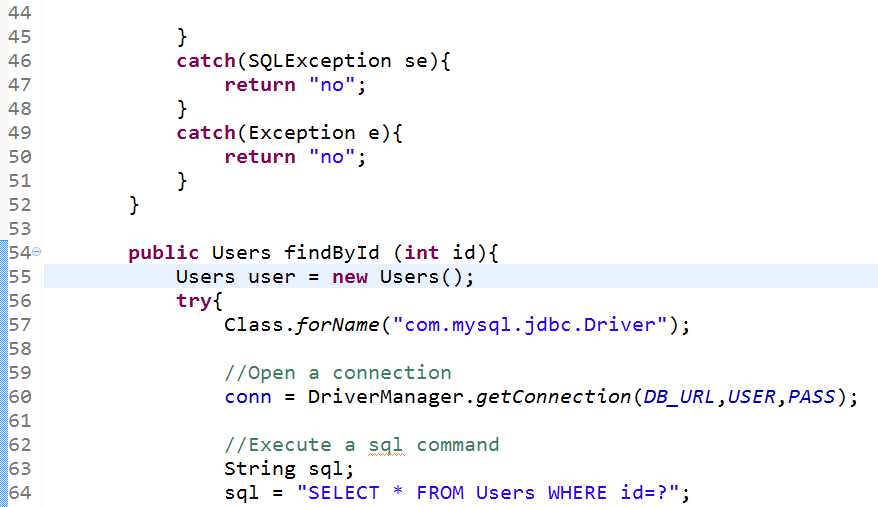 44
45 }
46 catch(SQLException se){
47 return "no";
48 }
49 catch(Exception e){
50 return "no";
51 }
52 }
53
54 public Users findById (int id){
55 Users user = new Users();
56 try{
57 Class.forName("com.mysql.jdbc.Driver");
58
59 //Open a connection
60 conn = DriverManager.getConnection(DB_URL,USER,PASS);
61
62 //Execute a sql command
63 String sql;
64 sql = "SELECT * FROM Users WHERE id=?";